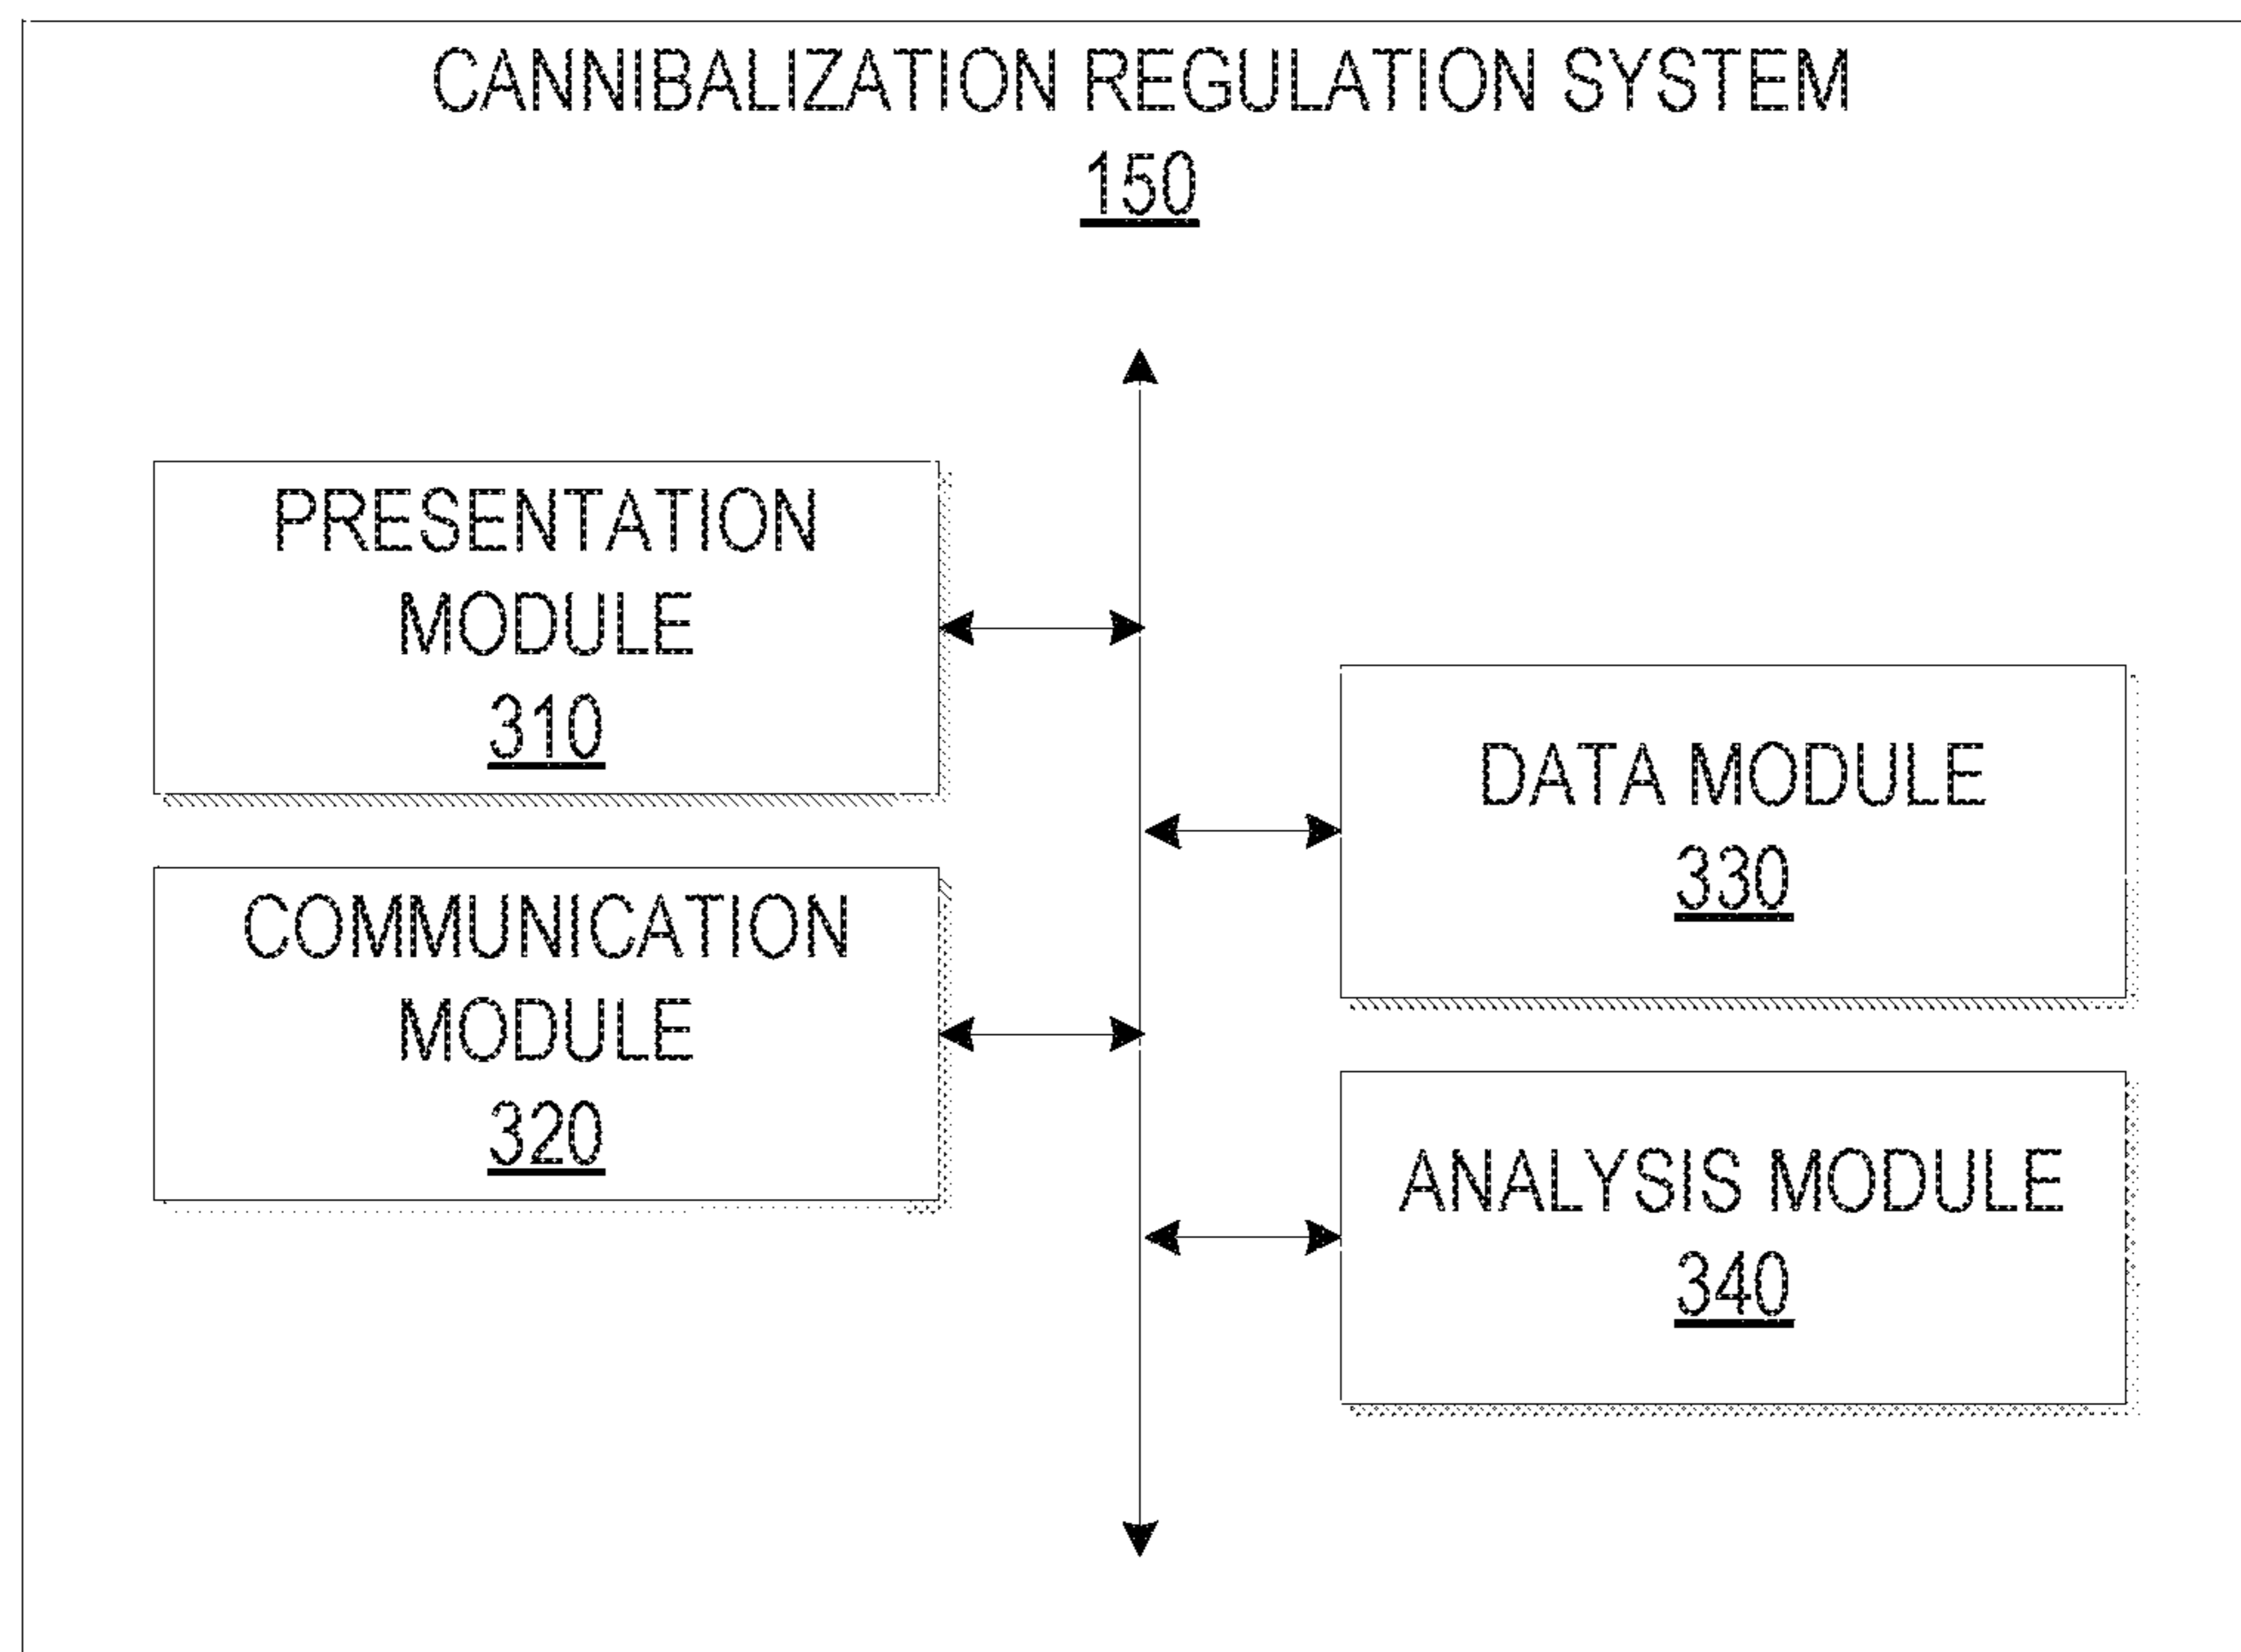 CANNIBALIZATION REGULATION SYSTEM
150
PRESENTATION
MODULE
310
COMMUNICATION
MODULE
320
DATA MODULE
330
ANALYSIS MODULE
340